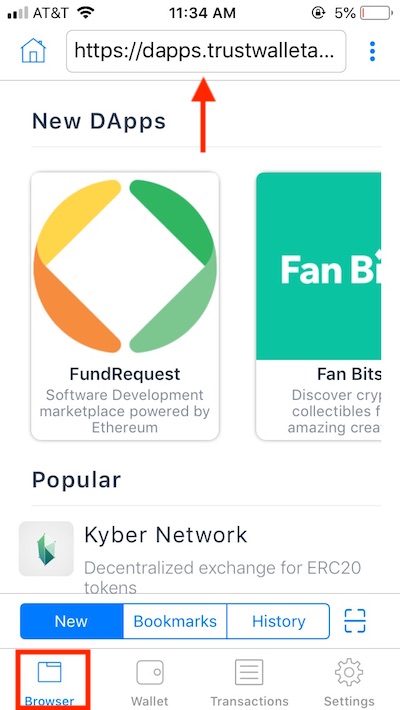 AT&T 11:34 AM 5%
https://dapps.trustwalleta...
New DApps
Fan Bi
FundRequest
Software Development
marketplace powered by
Ethereum
Fan Bits
Discover cryp
collectibles f
amazing crea
Popular
Kyber Network
Decentralized exchange for ERC20
tokens
New Bookmarks History
Browser Wallet Transactions Settings